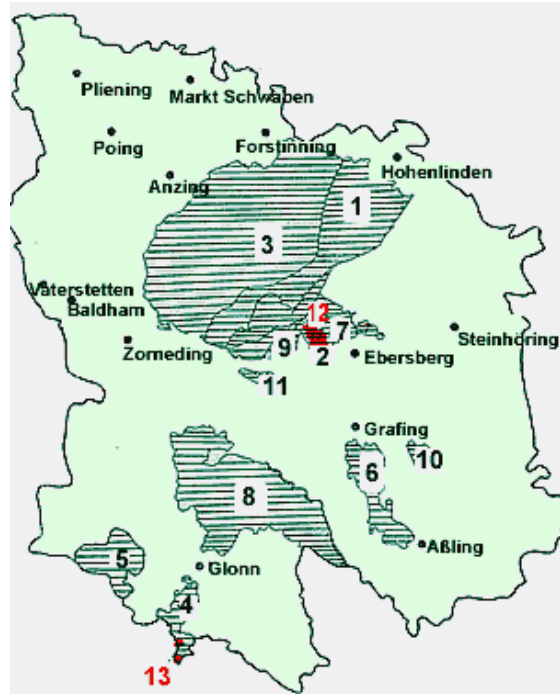 Pliening
Markt Schwaben
Poing
Forstinning
Hohenlinden
Anzing
1
3
Vaterstetten
Baldham
12
7
Steinhöring
Zorneding
9
2
Ebersberg
11
Grafing
10
6
8
Aßling
5
Glonn
4
13